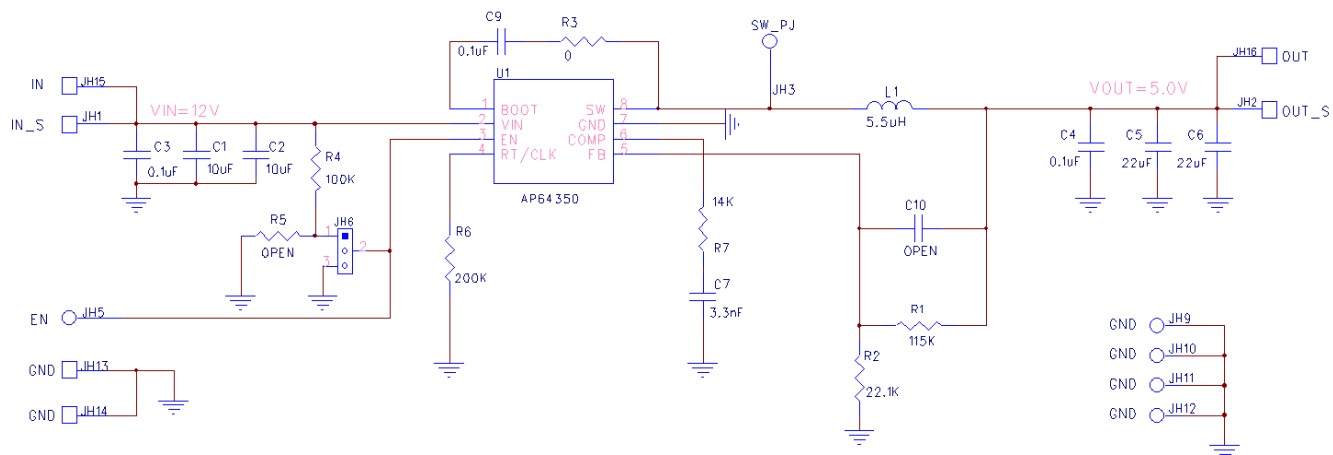 C9
0.1uF
R3
0
SW_PJ
JH3
IN
JH15
IN_S
JH1
VIN=12V
C3
0.1uF
C1
10uF
C2
10uF
R4
100K
R5
OPEN
JH6
1
2
3
EN
JH5
GND
JH13
GND
JH14
U1
1 BOOT
2 VIN
3 EN
4 RT/CLK
SW 8
GND 7
COMP 6
FB 5
AP64350
R6
200K
14K
R7
C7
3.3nF
L1
5.5uH
C10
OPEN
R1
115K
R2
22.1K
VOUT=5.0V
JH16
OUT
JH2
OUT_S
C4
0.1uF
C5
22uF
C6
22uF
GND
JH9
GND
JH10
GND
JH11
GND
JH12